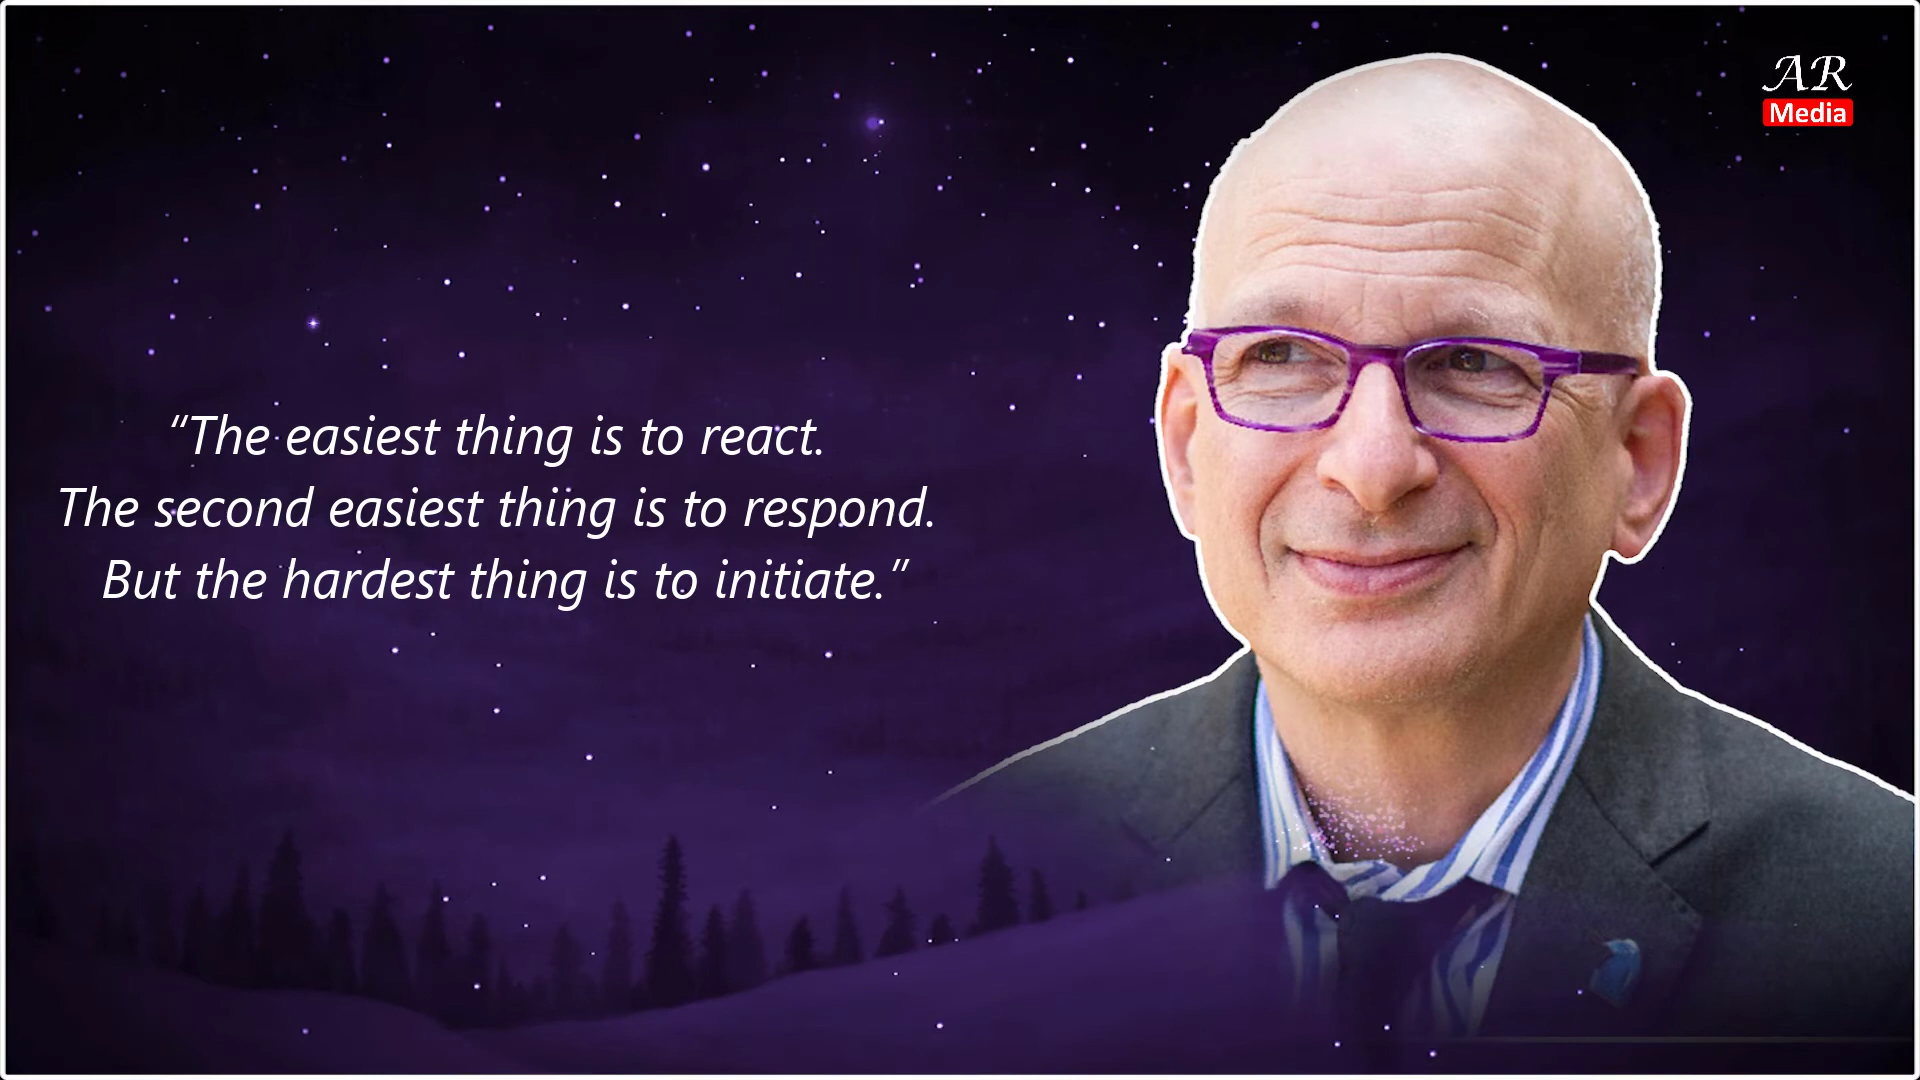 “The easiest thing is to react.
The second easiest thing is to respond.
But the hardest thing is to initiate.”
AR
Media